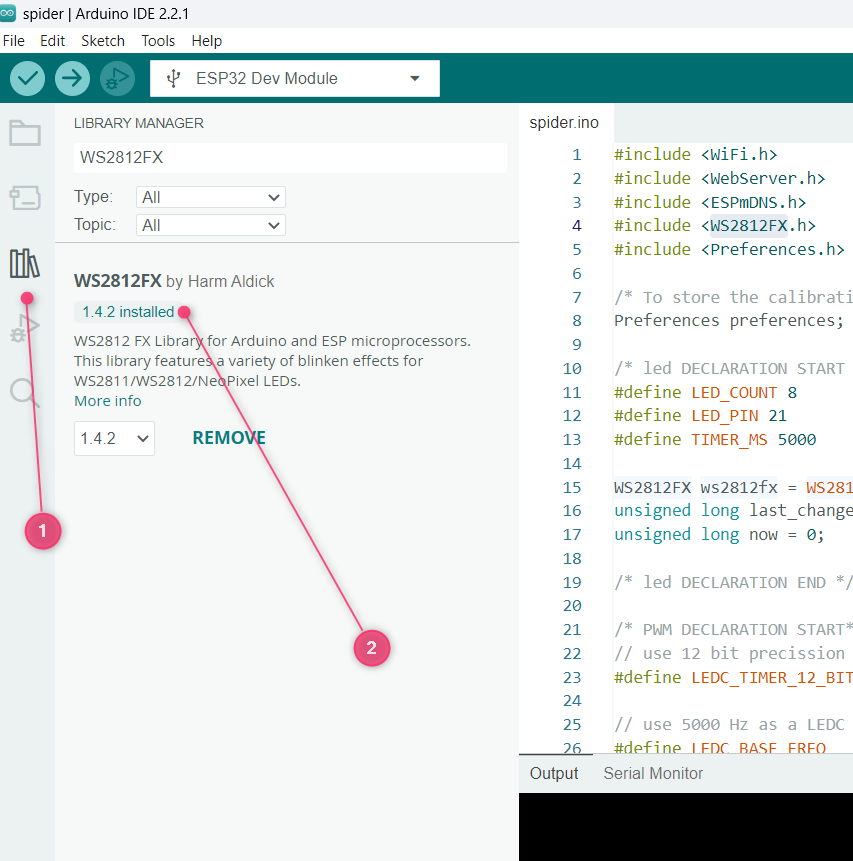 spider | Arduino IDE 2.2.1
File Edit Sketch Tools Help
ESP32 Dev Module
LIBRARY MANAGER
WS2812FX
Type: All
Topic: All
WS2812FX by Harm Aldick
1.4.2 installed
WS2812 FX Library for Arduino and ESP microprocessors.
This library features a variety of blinken effects for
WS2811/WS2812/NeoPixel LEDs.
More info
1.4.2 REMOVE
1
2
spider.ino
1 #include <WiFi.h>
2 #include <WebServer.h>
3 #include <ESPmDNS.h>
4 #include <WS2812FX.h>
5 #include <Preferences.h>
6
7 /* To store the calibrati
8 Preferences preferences;
9
10 /* led DECLARATION START
11 #define LED_COUNT 8
12 #define LED_PIN 21
13 #define TIMER_MS 5000
14
15 WS2812FX ws2812fx = WS281
16 unsigned long last_change
17 unsigned long now = 0;
18
19 /* led DECLARATION END */
20
21 /* PWM DECLARATION START*
22 // use 12 bit precission
23 #define LEDC_TIMER_12_BIT
24
25 // use 5000 Hz as a LEDC
26 #define LEDC_BASE_FREQ
Output Serial Monitor